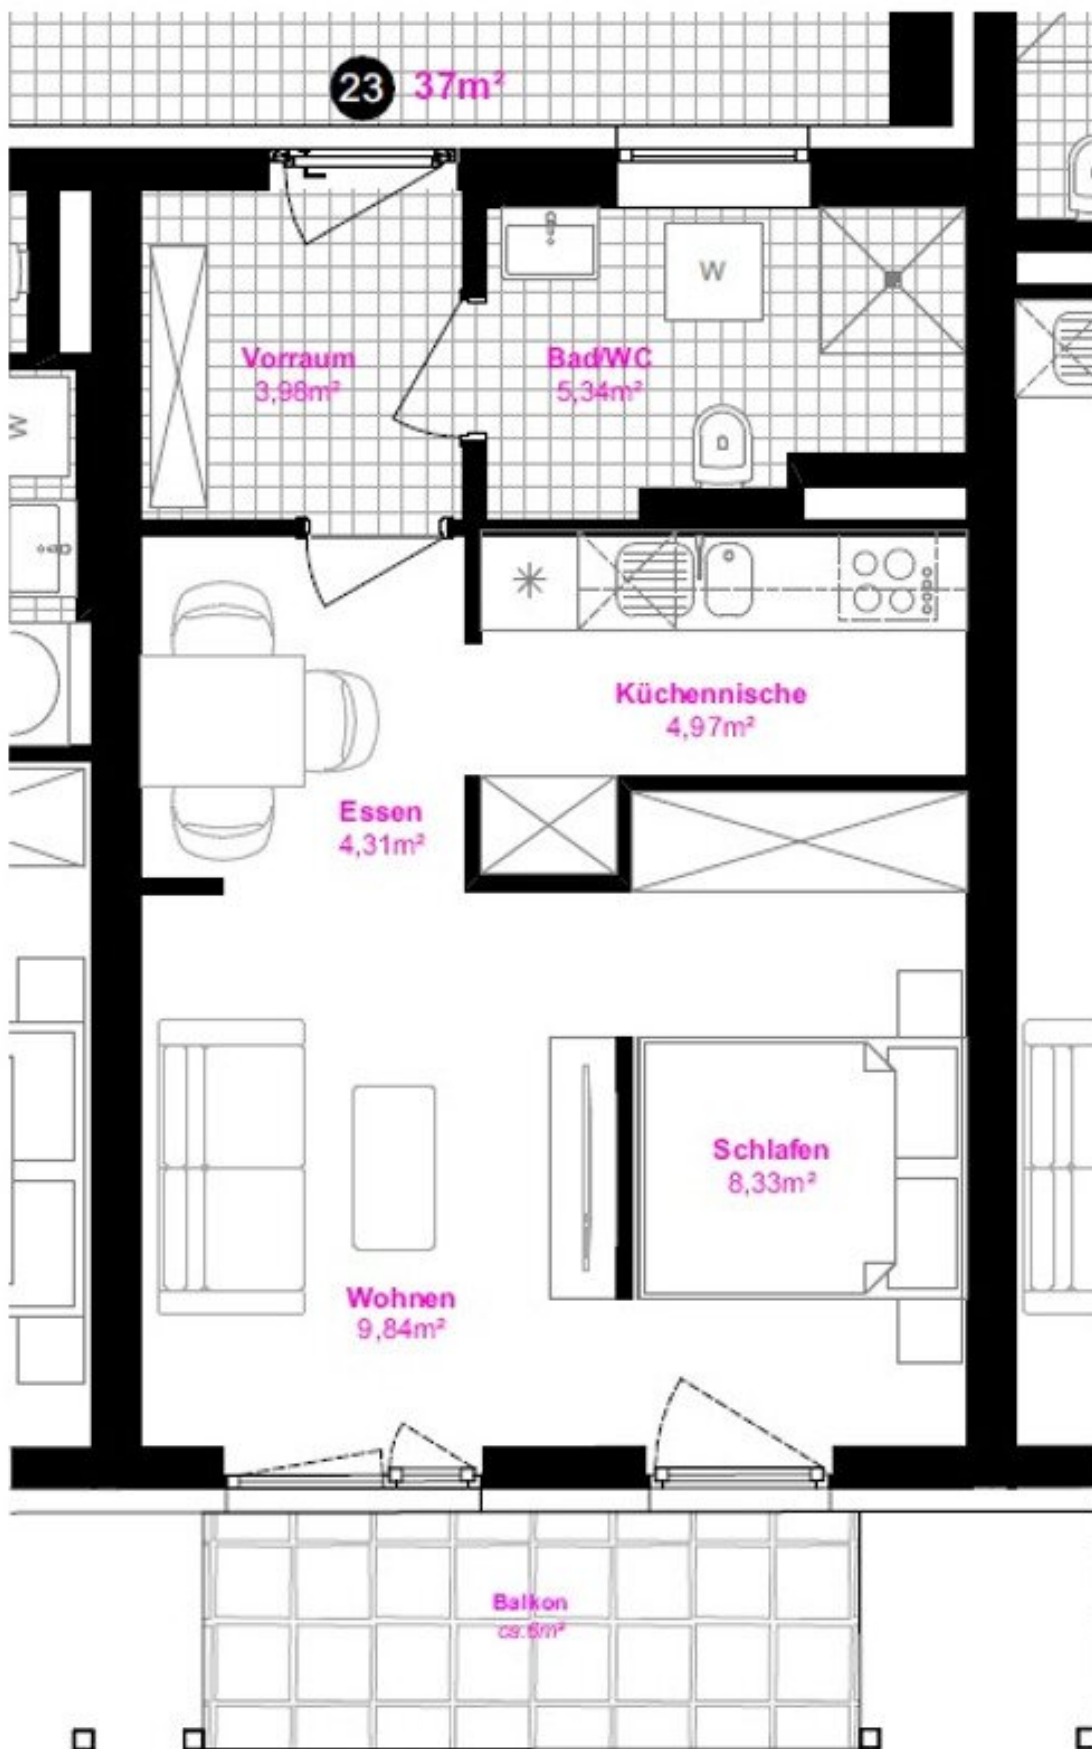 23 37m²
W
Vorraum
3,98m²
Bad/WC
5,34m²
W
Küchennische
4,97m²
Essen
4,31m²
Schlafen
8,33m²
Wohnen
9,84m²
Balkon
ca.6m²